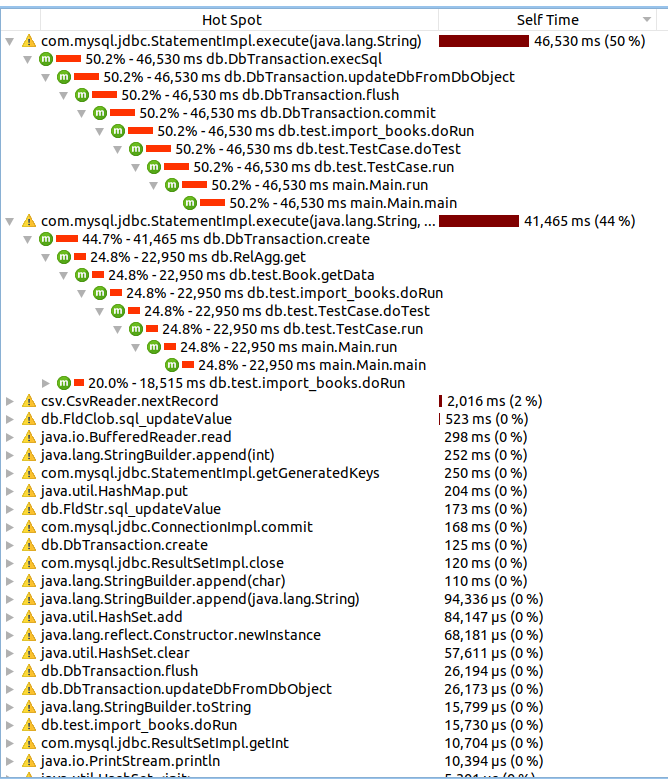 Hot Spot Self Time
com.mysql.jdbc.StatementImpl.execute(java.lang.String) 46,530 ms (50 %)
m 50.2% - 46,530 ms db.DbTransaction.execSql
m 50.2% - 46,530 ms db.DbTransaction.updateDbFromDbObject
m 50.2% - 46,530 ms db.DbTransaction.flush
m 50.2% - 46,530 ms db.DbTransaction.commit
m 50.2% - 46,530 ms db.test.import_books.doRun
m 50.2% - 46,530 ms db.test.TestCase.doTest
m 50.2% - 46,530 ms db.test.TestCase.run
m 50.2% - 46,530 ms main.Main.run
m 50.2% - 46,530 ms main.Main.main
com.mysql.jdbc.StatementImpl.execute(java.lang.String, ... 41,465 ms (44 %)
m 44.7% - 41,465 ms db.DbTransaction.create
m 24.8% - 22,950 ms db.RelAgg.get
m 24.8% - 22,950 ms db.test.Book.getData
m 24.8% - 22,950 ms db.test.import_books.doRun
m 24.8% - 22,950 ms db.test.TestCase.doTest
m 24.8% - 22,950 ms db.test.TestCase.run
m 24.8% - 22,950 ms main.Main.run
m 24.8% - 22,950 ms main.Main.main
m 20.0% - 18,515 ms db.test.import_books.doRun
csv.CsvReader.nextRecord 2,016 ms (2 %)
db.FldClob.sql_updateValue 523 ms (0 %)
java.io.BufferedReader.read 298 ms (0 %)
java.lang.StringBuilder.append(int) 252 ms (0 %)
com.mysql.jdbc.StatementImpl.getGeneratedKeys 250 ms (0 %)
java.util.HashMap.put 204 ms (0 %)
db.FldStr.sql_updateValue 173 ms (0 %)
com.mysql.jdbc.ConnectionImpl.commit 168 ms (0 %)
db.DbTransaction.create 125 ms (0 %)
com.mysql.jdbc.ResultSetImpl.close 120 ms (0 %)
java.lang.StringBuilder.append(char) 110 ms (0 %)
java.lang.StringBuilder.append(java.lang.String) 94,336 µs (0 %)
java.util.HashSet.add 84,147 µs (0 %)
java.lang.reflect.Constructor.newInstance 68,181 µs (0 %)
java.util.HashSet.clear 57,611 µs (0 %)
db.DbTransaction.flush 26,194 µs (0 %)
db.DbTransaction.updateDbFromDbObject 26,173 µs (0 %)
java.lang.StringBuilder.toString 15,799 µs (0 %)
db.test.import_books.doRun 15,730 µs (0 %)
com.mysql.jdbc.ResultSetImpl.getInt 10,704 µs (0 %)
java.io.PrintStream.println 10,394 µs (0 %)